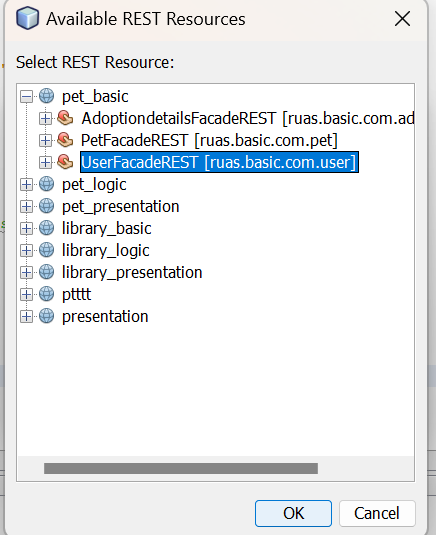 Available REST Resources
Select REST Resource:
pet_basic
AdoptiondetailsFacadeREST [ruas.basic.com.ad
PetFacadeREST [ruas.basic.com.pet]
UserFacadeREST [ruas.basic.com.user]
pet_logic
pet_presentation
library_basic
library_logic
library_presentation
ptttt
presentation
OK
Cancel